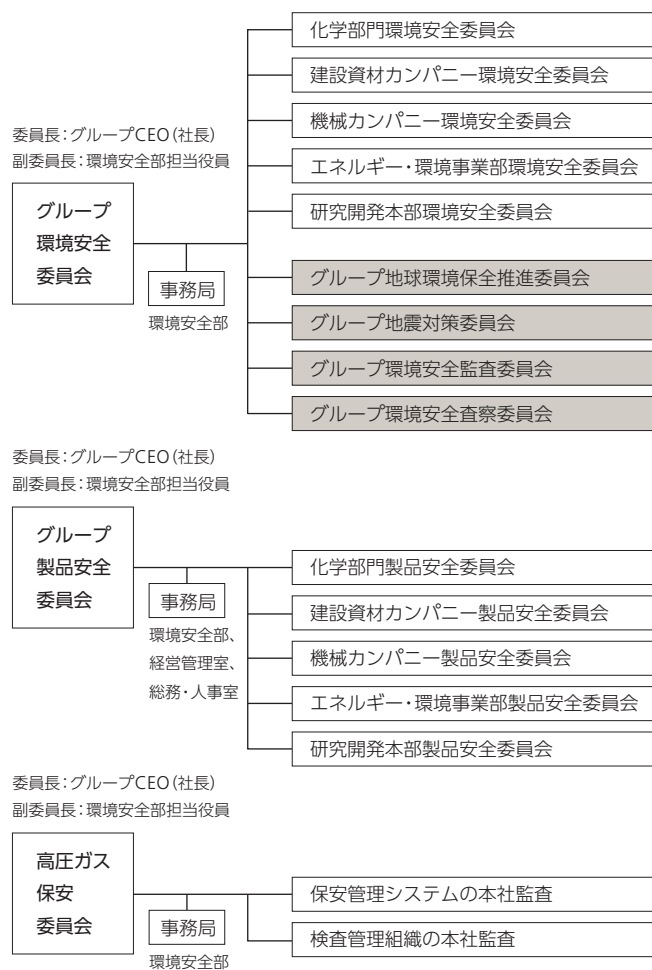 委員長：グループCEO（社長）
副委員長：環境安全部担当役員
グループ
環境安全
委員会
事務局
環境安全部
化学部門環境安全委員会
建設資材カンパニー環境安全委員会
機械カンパニー環境安全委員会
エネルギー・環境事業部環境安全委員会
研究開発本部環境安全委員会
グループ地球環境保全推進委員会
グループ地震対策委員会
グループ環境安全監査委員会
グループ環境安全査察委員会
委員長：グループCEO（社長）
副委員長：環境安全部担当役員
グループ
製品安全
委員会
事務局
環境安全部、
経営管理室、
総務・人事室
化学部門製品安全委員会
建設資材カンパニー製品安全委員会
機械カンパニー製品安全委員会
エネルギー・環境事業部製品安全委員会
研究開発本部製品安全委員会
委員長：グループCEO（社長）
副委員長：環境安全部担当役員
高圧ガス
保安
委員会
事務局
環境安全部
保安管理システムの本社監査
検査管理組織の本社監査